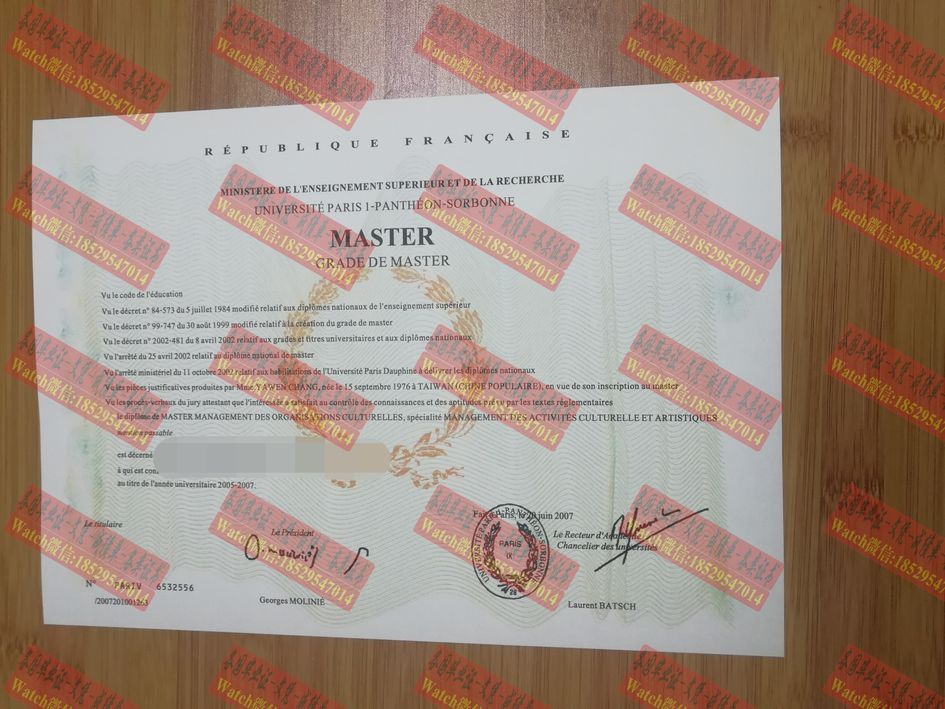 RÉPUBLIQUE FRANÇAISE
MINISTERE DE L'ENSEIGNEMENT SUPERIEUR ET DE LA RECHERCHE
UNIVERSITÉ PARIS 1-PANTHÉON-SORBONNE
MASTER
GRADE DE MASTER
Vu le code de l'éducation
Vu le décret n° 84-573 du 5 juillet 1984 modifié relatif aux diplômes nationaux de l'enseignement supérieur
Vu le décret n° 99-747 du 30 août 1999 modifié relatif à la création du grade de master
Vu le décret n° 2002-481 du 8 avril 2002 relatif aux grades et titres universitaires et aux diplômes nationaux
Vu l'arrêté du 25 avril 2002 relatif au diplôme national de master
Vu l'arrêté ministériel du 11 octobre 2002 relatif aux habilitations de l'Université Paris Dauphine à délivrer les diplômes nationaux
Vu les pièces justificatives produites par Mme. YAWEN CHANG, née le 15 septembre 1976 à TAIWAN (CHINE POPULAIRE), en vue de son inscription au master
Vu les procès-verbaux du jury attestant que l'intéressée a satisfait au contrôle des connaissances et des aptitudes prévu par les textes réglementaires
le diplôme de MASTER MANAGEMENT DES ORGANISATIONS CULTURELLES, spécialité MANAGEMENT DES ACTIVITÉS CULTURELLE ET ARTISTIQUES
mention passable
est décerné
à qui est con
au titre de l'année universitaire 2005-2007.
Fait à Paris, le 20 juin 2007
Le titulaire
Le Président
Le Recteur d'Académie
Chancelier des universités
PARIS
IX
28
N° PARIV 6532556
/2007201001263
Georges MOLINIÉ
Laurent BATSCH
Watch微信:18529547014